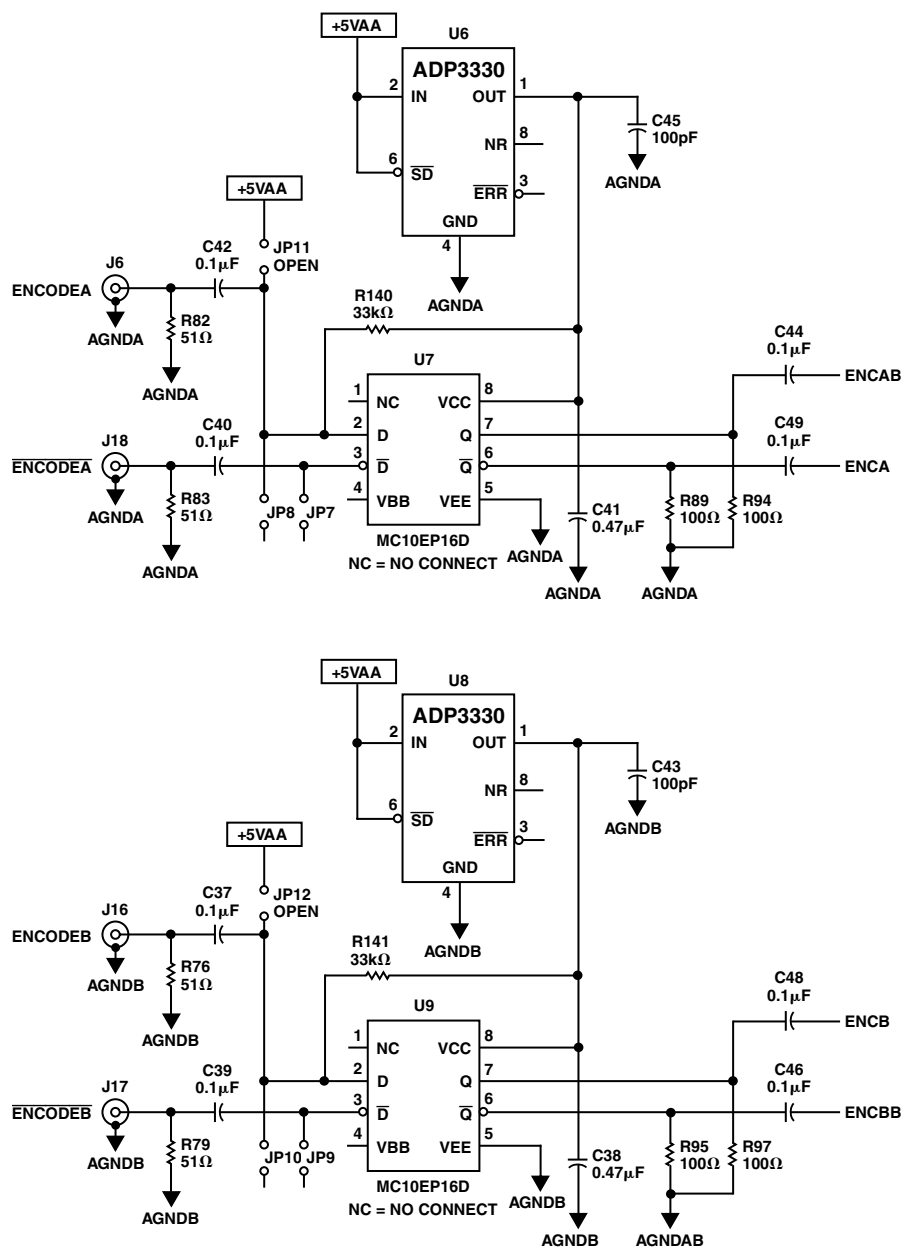 +5VAA
U6
ADP3330
2
IN
OUT
1
C45
100pF
AGNDA
NR
8
6
SD
ERR
3
GND
4
AGNDA
+5VAA
JP11
OPEN
C42
0.1µF
J6
ENCODEA
AGNDA
R82
51Ω
AGNDA
R140
33kΩ
U7
1
NC
VCC
8
2
D
Q
7
3
D
Q
6
4
VBB
VEE
5
MC10EP16D
NC = NO CONNECT
C44
0.1µF
ENCAB
C49
0.1µF
ENCA
J18
ENCODEA
AGNDA
C40
0.1µF
R83
51Ω
AGNDA
JP8
JP7
AGNDA
C41
0.47µF
AGNDA
R89
100Ω
R94
100Ω
AGNDA
+5VAA
U8
ADP3330
2
IN
OUT
1
C43
100pF
AGNDB
NR
8
6
SD
ERR
3
GND
4
AGNDB
+5VAA
JP12
OPEN
C37
0.1µF
J16
ENCODEB
AGNDB
R76
51Ω
AGNDB
R141
33kΩ
U9
1
NC
VCC
8
2
D
Q
7
3
D
Q
6
4
VBB
VEE
5
MC10EP16D
NC = NO CONNECT
C48
0.1µF
ENCB
C46
0.1µF
ENCBB
J17
ENCODEB
AGNDB
C39
0.1µF
R79
51Ω
AGNDB
JP10
JP9
AGNDB
C38
0.47µF
AGNDB
R95
100Ω
R97
100Ω
AGNDAB